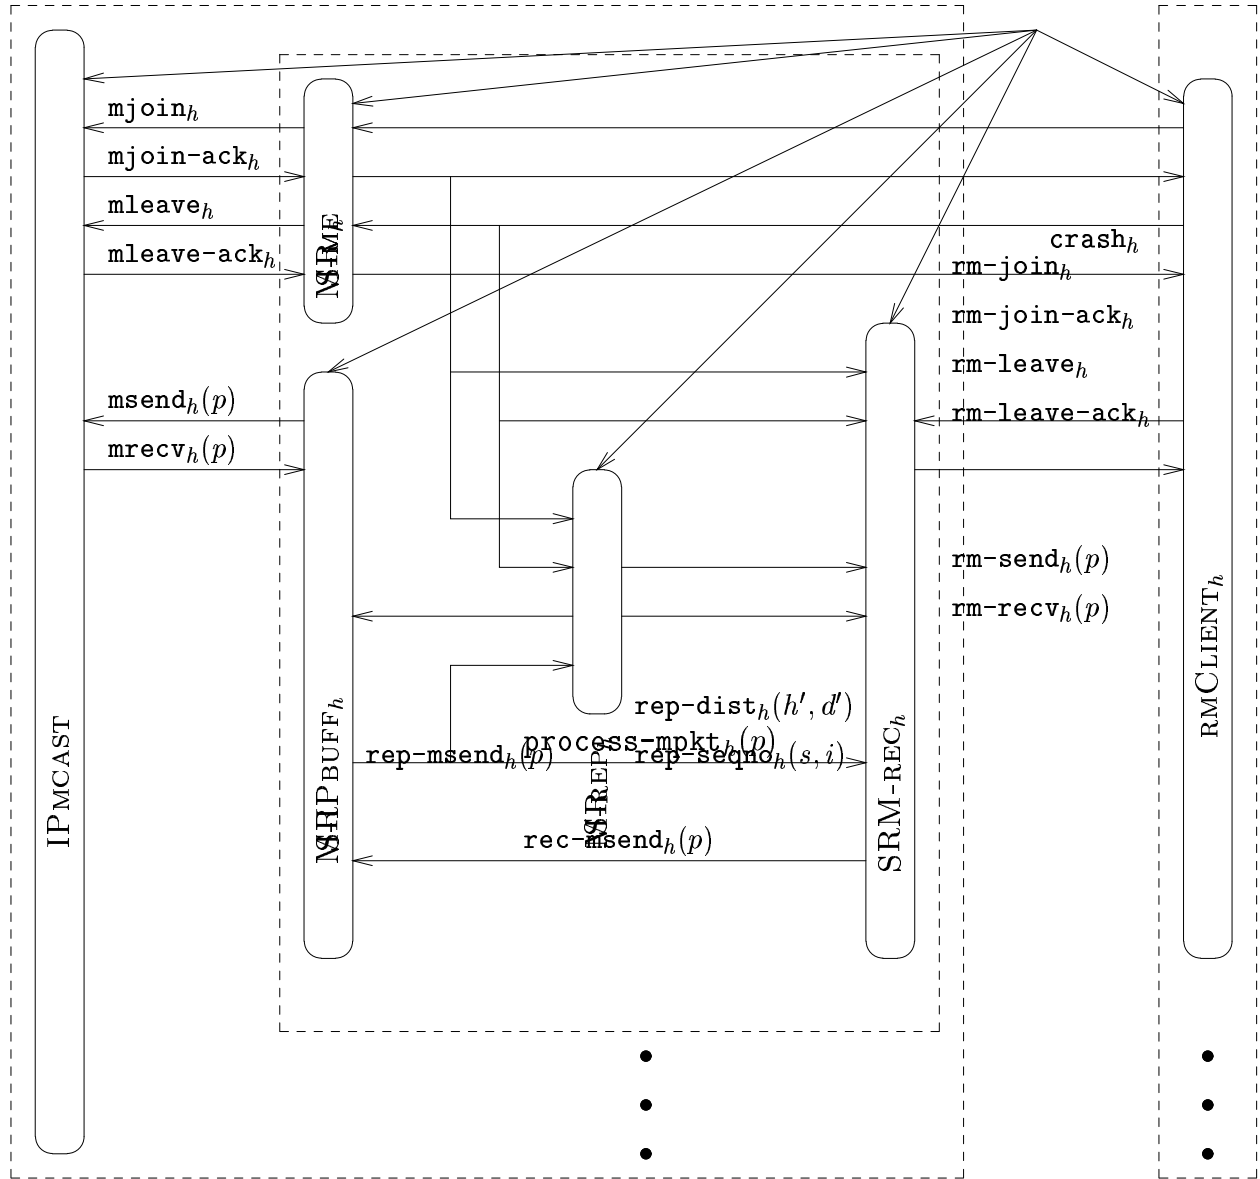 mjoin_h
mjoin-ack_h
mleave_h
mleave-ack_h
crash_h
rm-join_h
rm-join-ack_h
rm-leave_h
rm-leave-ack_h
msend_h(p)
mrecv_h(p)
rm-send_h(p)
rm-recv_h(p)
rep-dist_h(h′, d′)
process-mpkt_h(p)
rep-msend_h(p)
rep-seqno_h(s, i)
rec-msend_h(p)
IPMCAST
SRM-REC_h
RMCLIENT_h